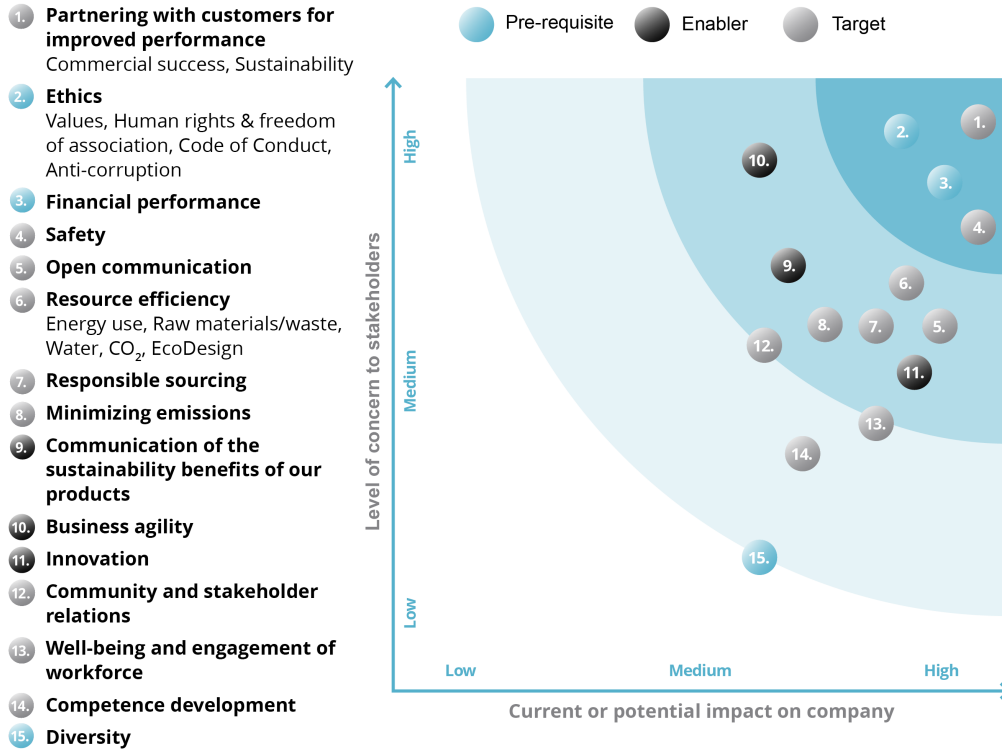 1. Partnering with customers for
improved performance
Commercial success, Sustainability
2. Ethics
Values, Human rights & freedom
of association, Code of Conduct,
Anti-corruption
3. Financial performance
4. Safety
5. Open communication
6. Resource efficiency
Energy use, Raw materials/waste,
Water, CO2, EcoDesign
7. Responsible sourcing
8. Minimizing emissions
9. Communication of the
sustainability benefits of our
products
10. Business agility
11. Innovation
12. Community and stakeholder
relations
13. Well-being and engagement of
workforce
14. Competence development
15. Diversity
Pre-requisite Enabler Target
Level of concern to stakeholders
High
Medium
Low
1.
2.
10.
3.
4.
9.
6.
8. 7. 5.
12.
11.
13.
14.
15.
Low Medium High
Current or potential impact on company